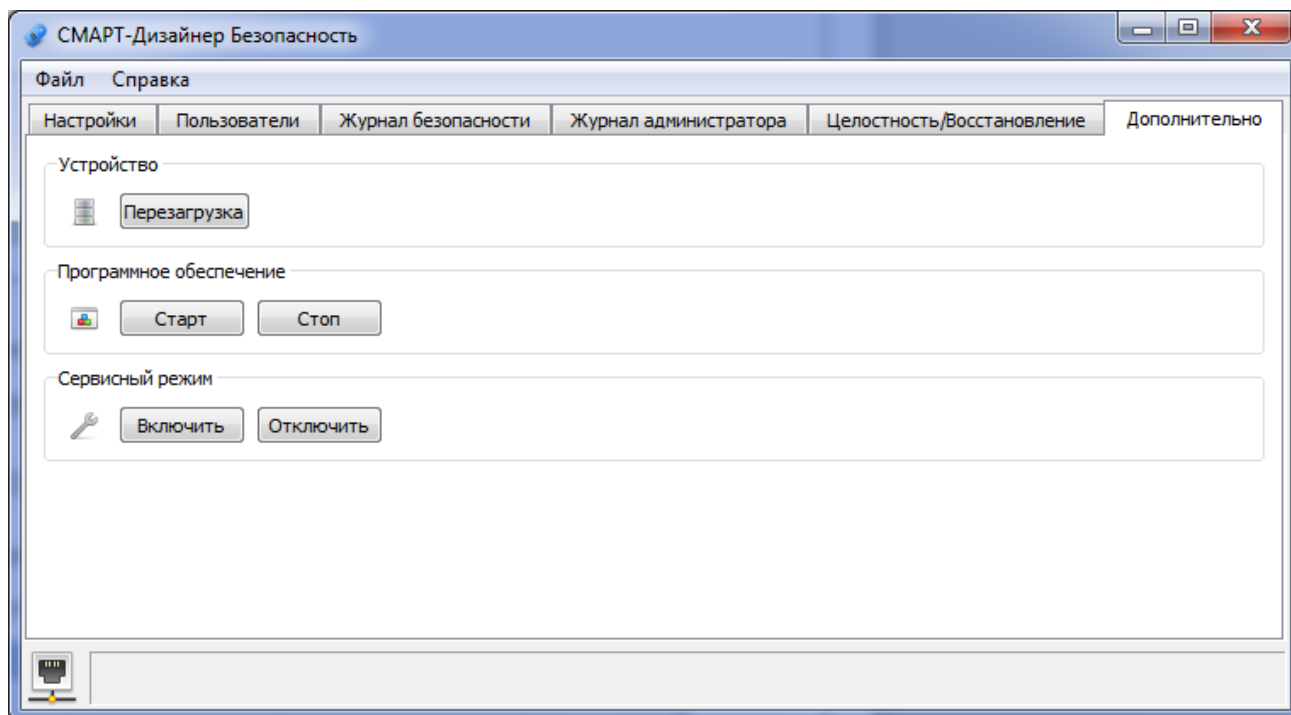 СМАРТ-Дизайнер Безопасность
Файл Справка
Настройки Пользователи Журнал безопасности Журнал администратора Целостность/Восстановление Дополнительно
Устройство
Перезагрузка
Программное обеспечение
Старт Стоп
Сервисный режим
Включить Отключить